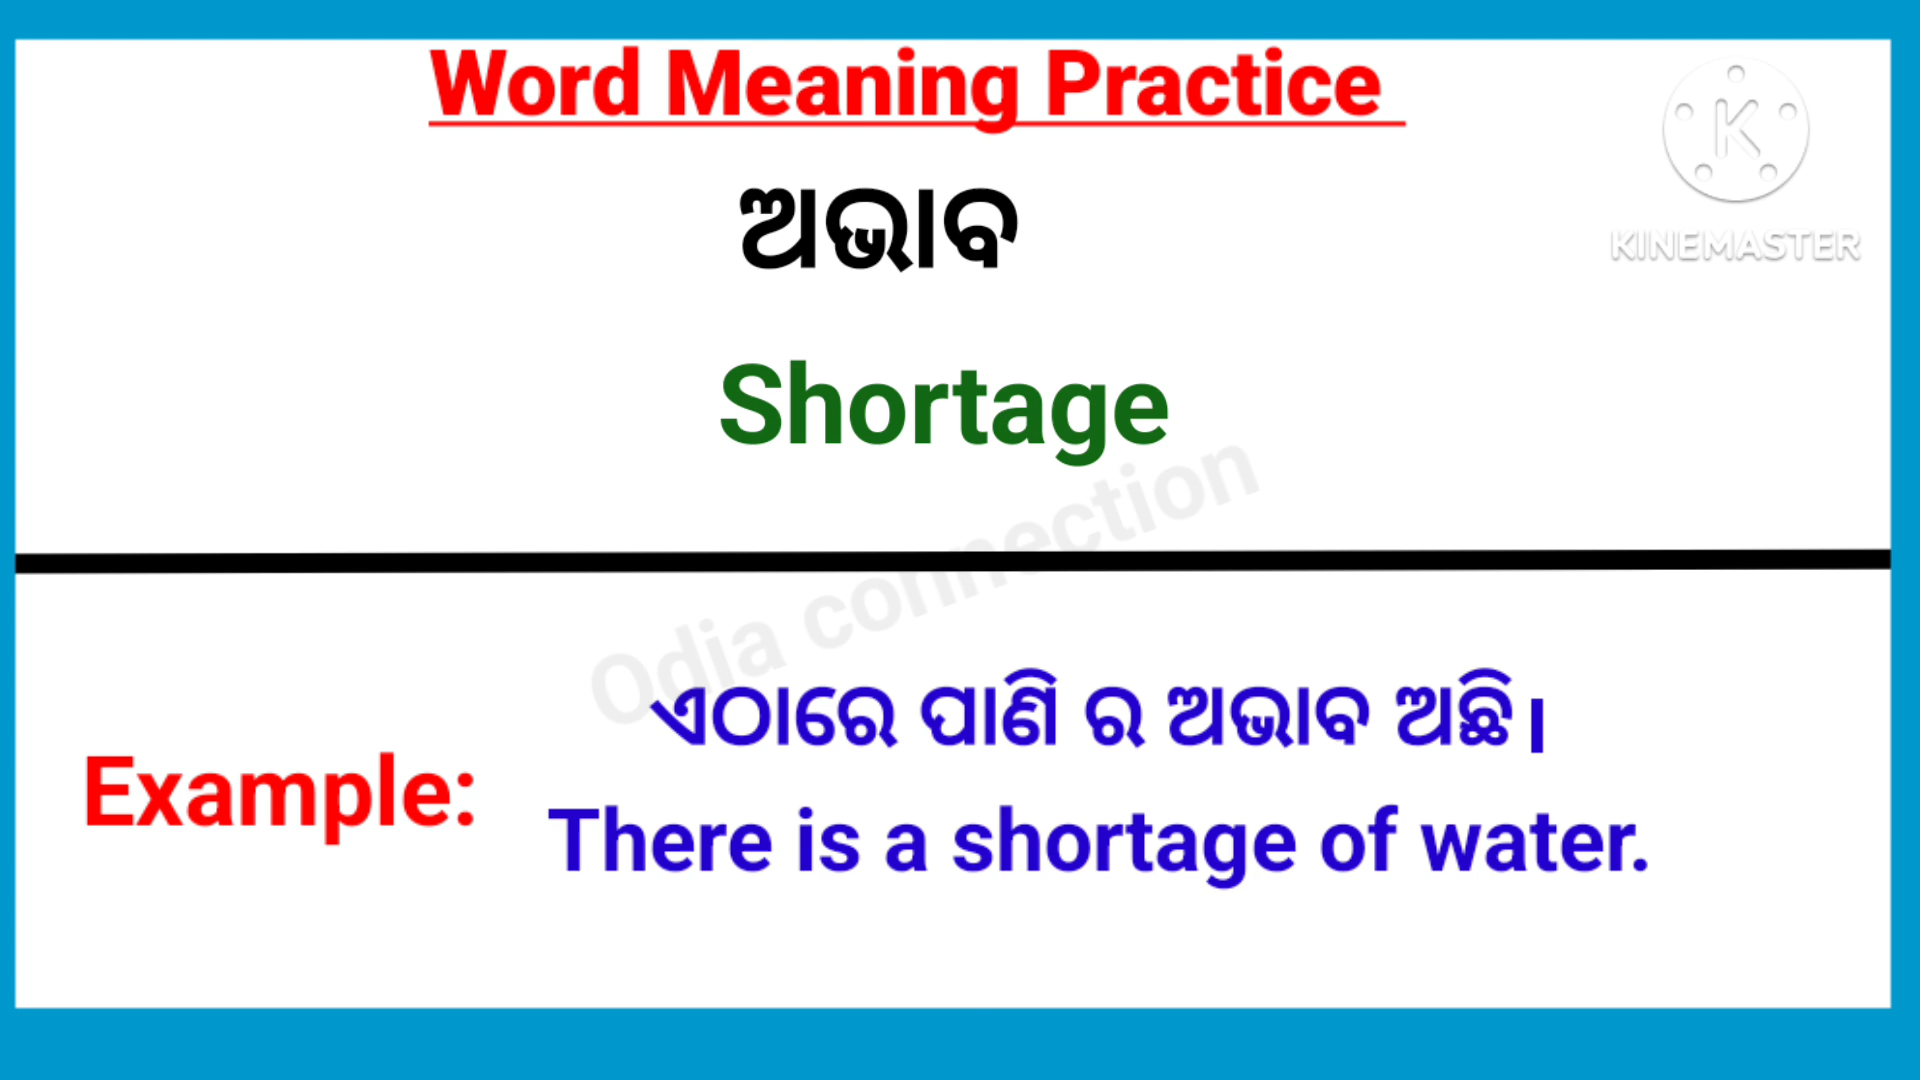 Word Meaning Practice
ଅଭାବ
K
KINEMASTER
Shortage
Odia connection
ଏଠାରେ ପାଣି ର ଅଭାବ ଅଛି।
Example:
There is a shortage of water.